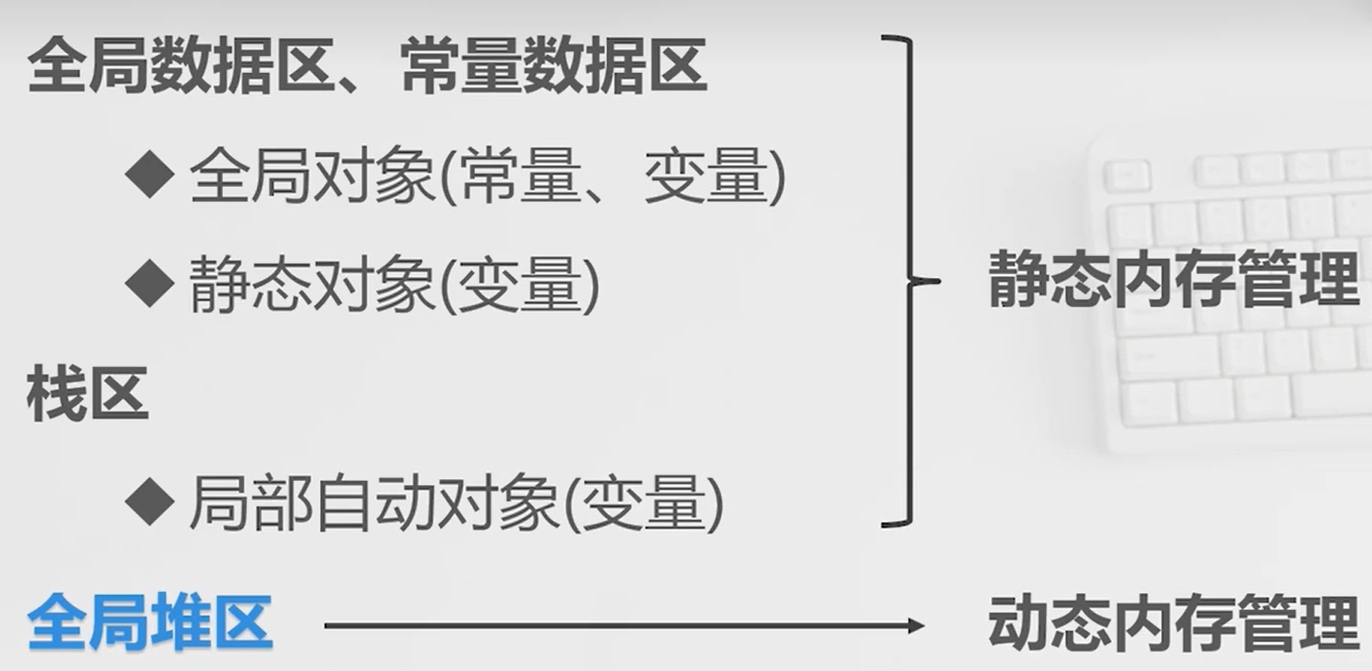 全局数据区、常量数据区
全局对象(常量、变量)
静态对象(变量)
静态内存管理
栈区
局部自动对象(变量)
全局堆区
动态内存管理